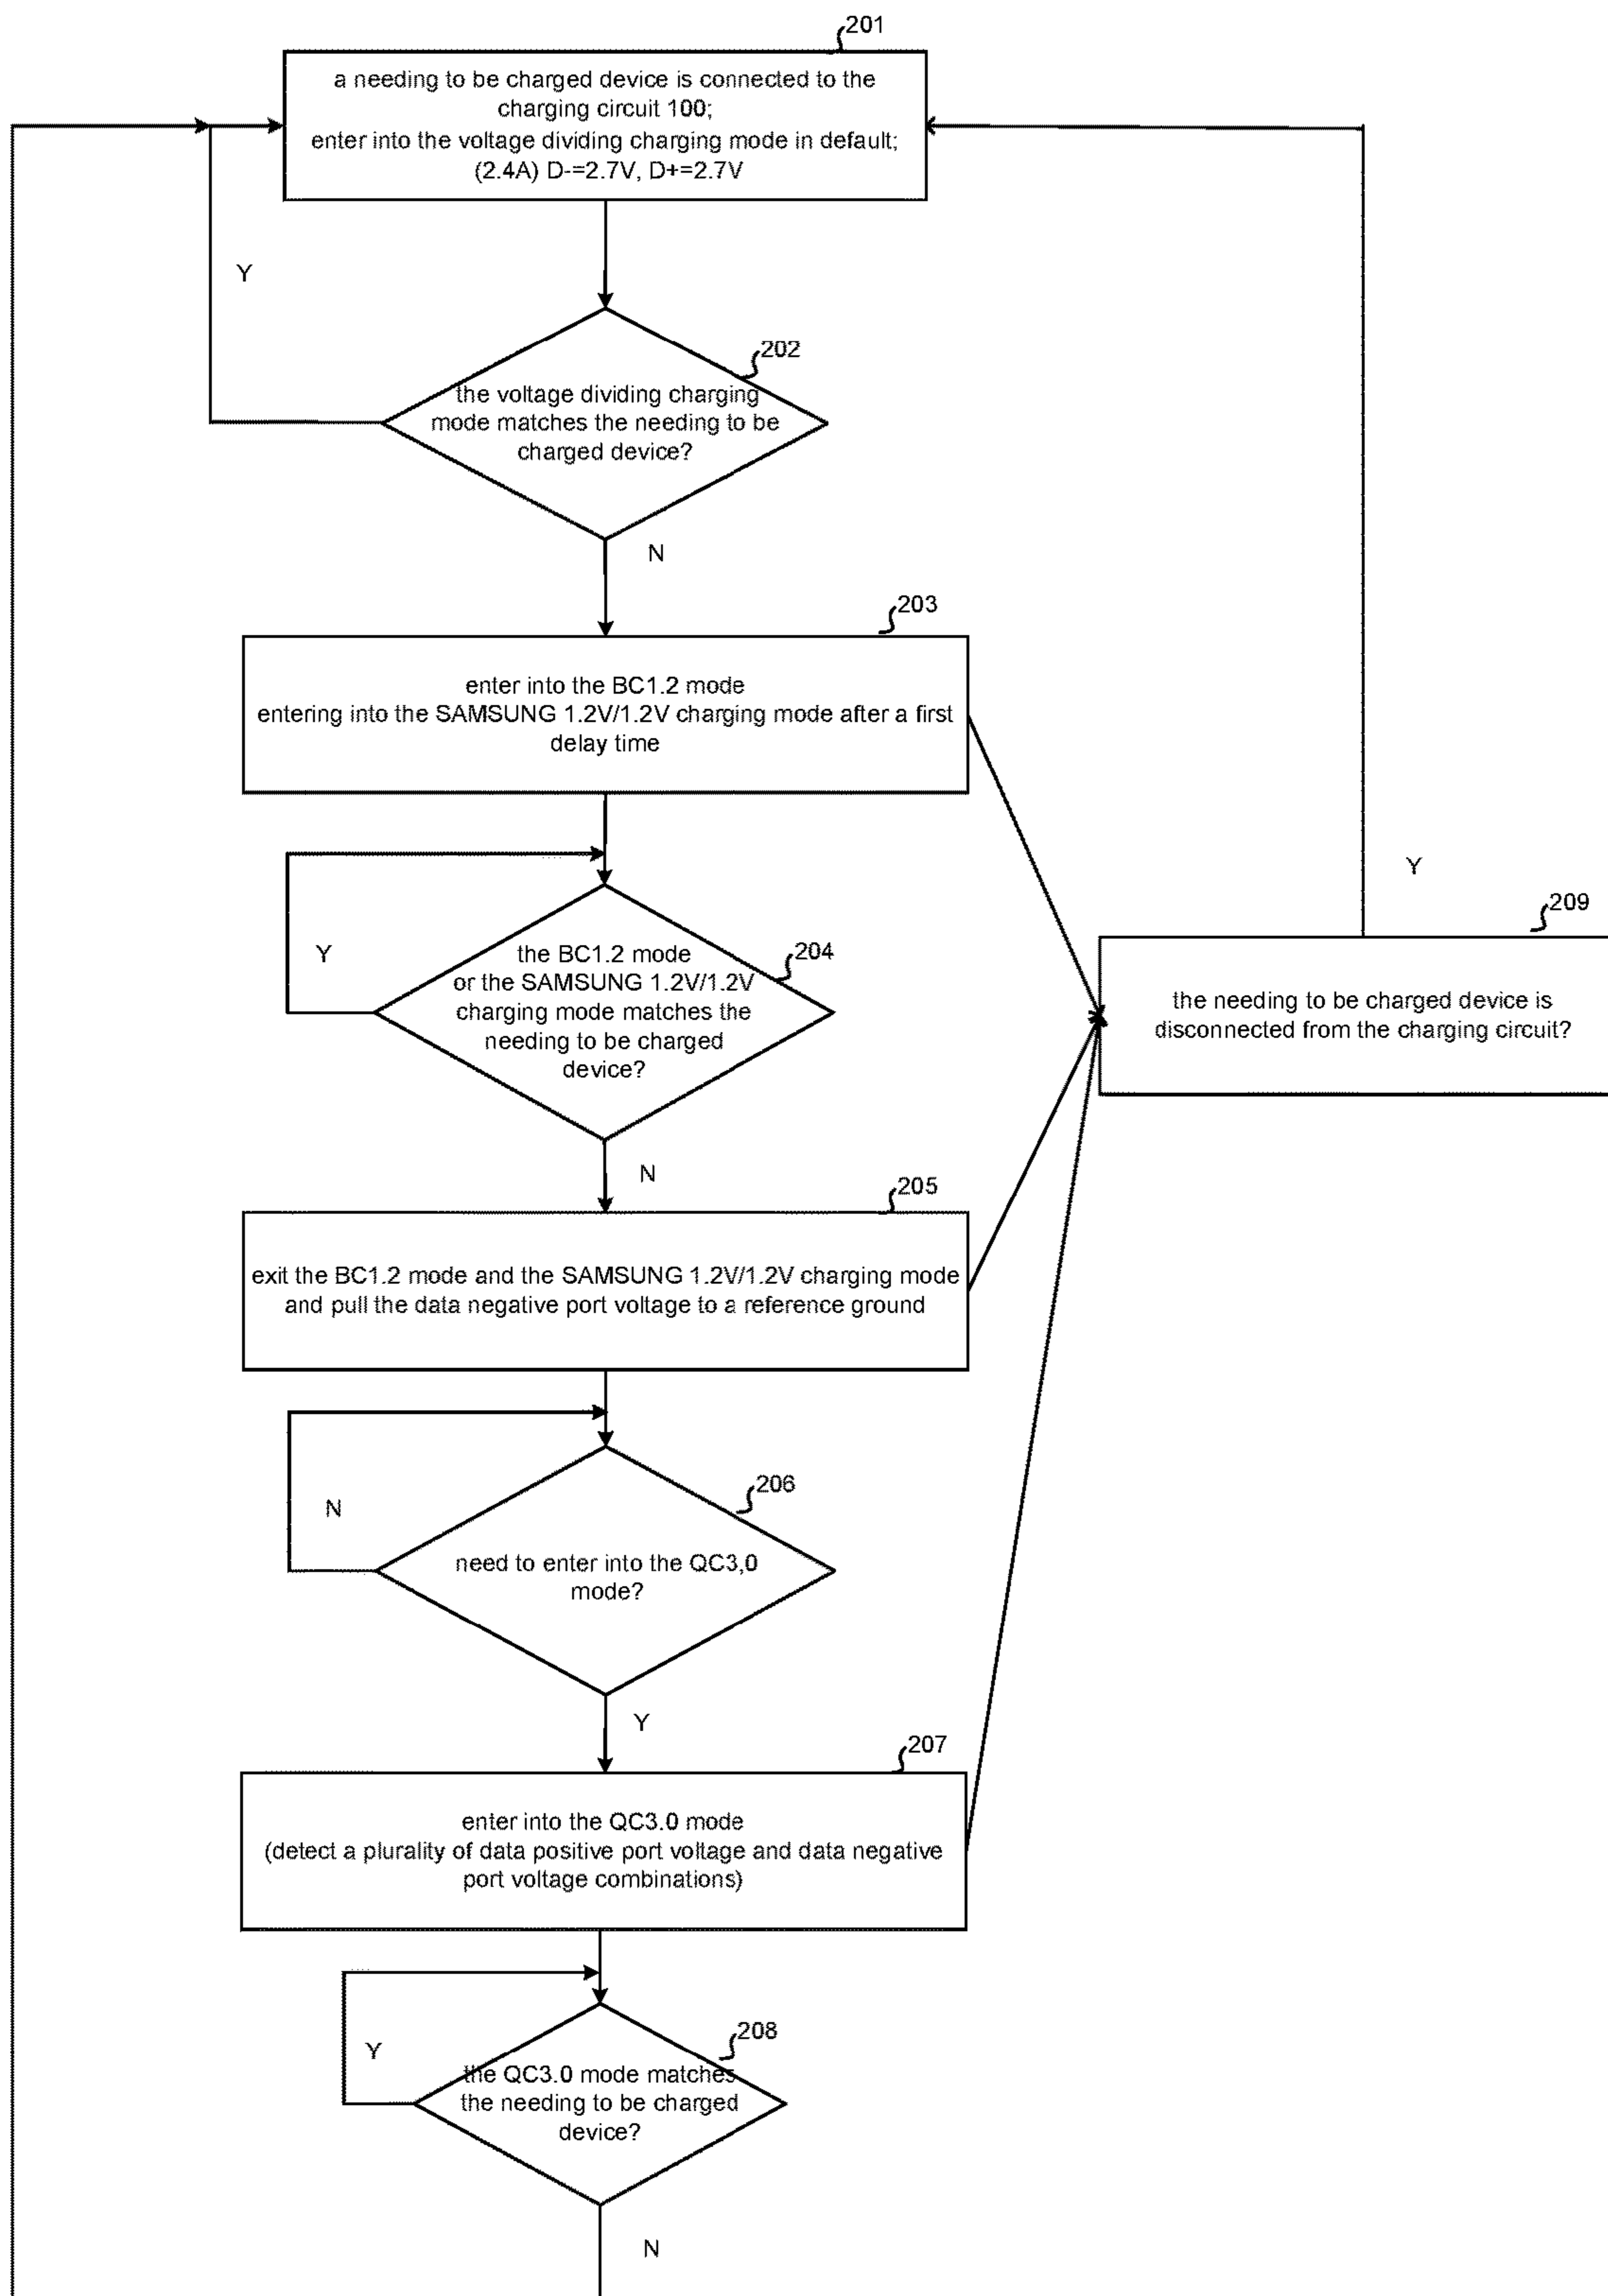 201
a needing to be charged device is connected to the
charging circuit 100;
enter into the voltage dividing charging mode in default;
(2.4A) D-=2.7V, D+=2.7V
Y
202
the voltage dividing charging
mode matches the needing to be
charged device?
N
203
enter into the BC1.2 mode
entering into the SAMSUNG 1.2V/1.2V charging mode after a first
delay time
Y
204
the BC1.2 mode
or the SAMSUNG 1.2V/1.2V
charging mode matches the
needing to be charged
device?
Y
209
the needing to be charged device is
disconnected from the charging circuit?
N
205
exit the BC1.2 mode and the SAMSUNG 1.2V/1.2V charging mode
and pull the data negative port voltage to a reference ground
N
206
need to enter into the QC3,0
mode?
Y
207
enter into the QC3.0 mode
(detect a plurality of data positive port voltage and data negative
port voltage combinations)
Y
208
the QC3.0 mode matches
the needing to be charged
device?
N